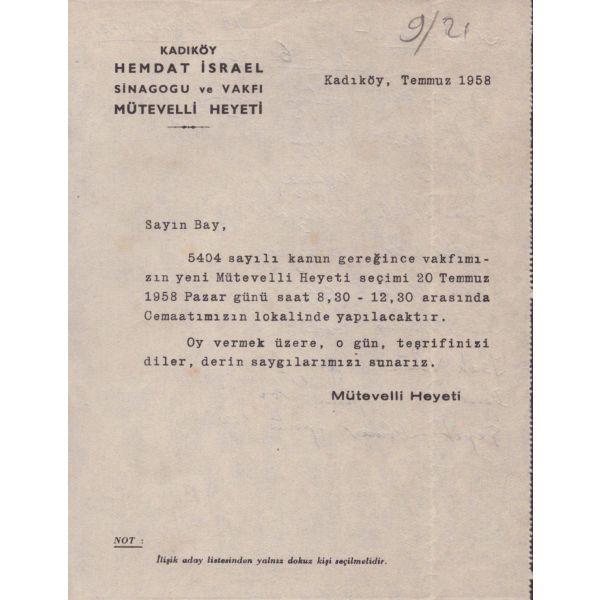 9/21
KADIKÖY
HEMDAT İSRAEL
SİNAGOGU ve VAKFI
MÜTEVELLİ HEYETİ
Kadıköy, Temmuz 1958
Sayın Bay,
5404 sayılı kanun gereğince vakfımı-
zın yeni Mütevelli Heyeti seçimi 20 Temmuz
1958 Pazar günü saat 8,30 - 12,30 arasında
Cemaatımızın lokalinde yapılacaktır.
Oy vermek üzere, o gün, teşrifinizi
diler, derin saygılarımızı sunarız.
Mütevelli Heyeti
NOT :
İlişik aday listesinden yalnız dokuz kişi seçilmelidir.